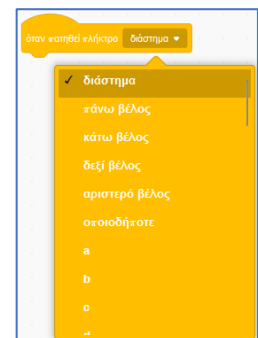 όταν πατηθεί πλήκτρο διάστημα
✓ διάστημα
πάνω βέλος
κάτω βέλος
δεξί βέλος
αριστερό βέλος
οποιοδήποτε
a
b
c